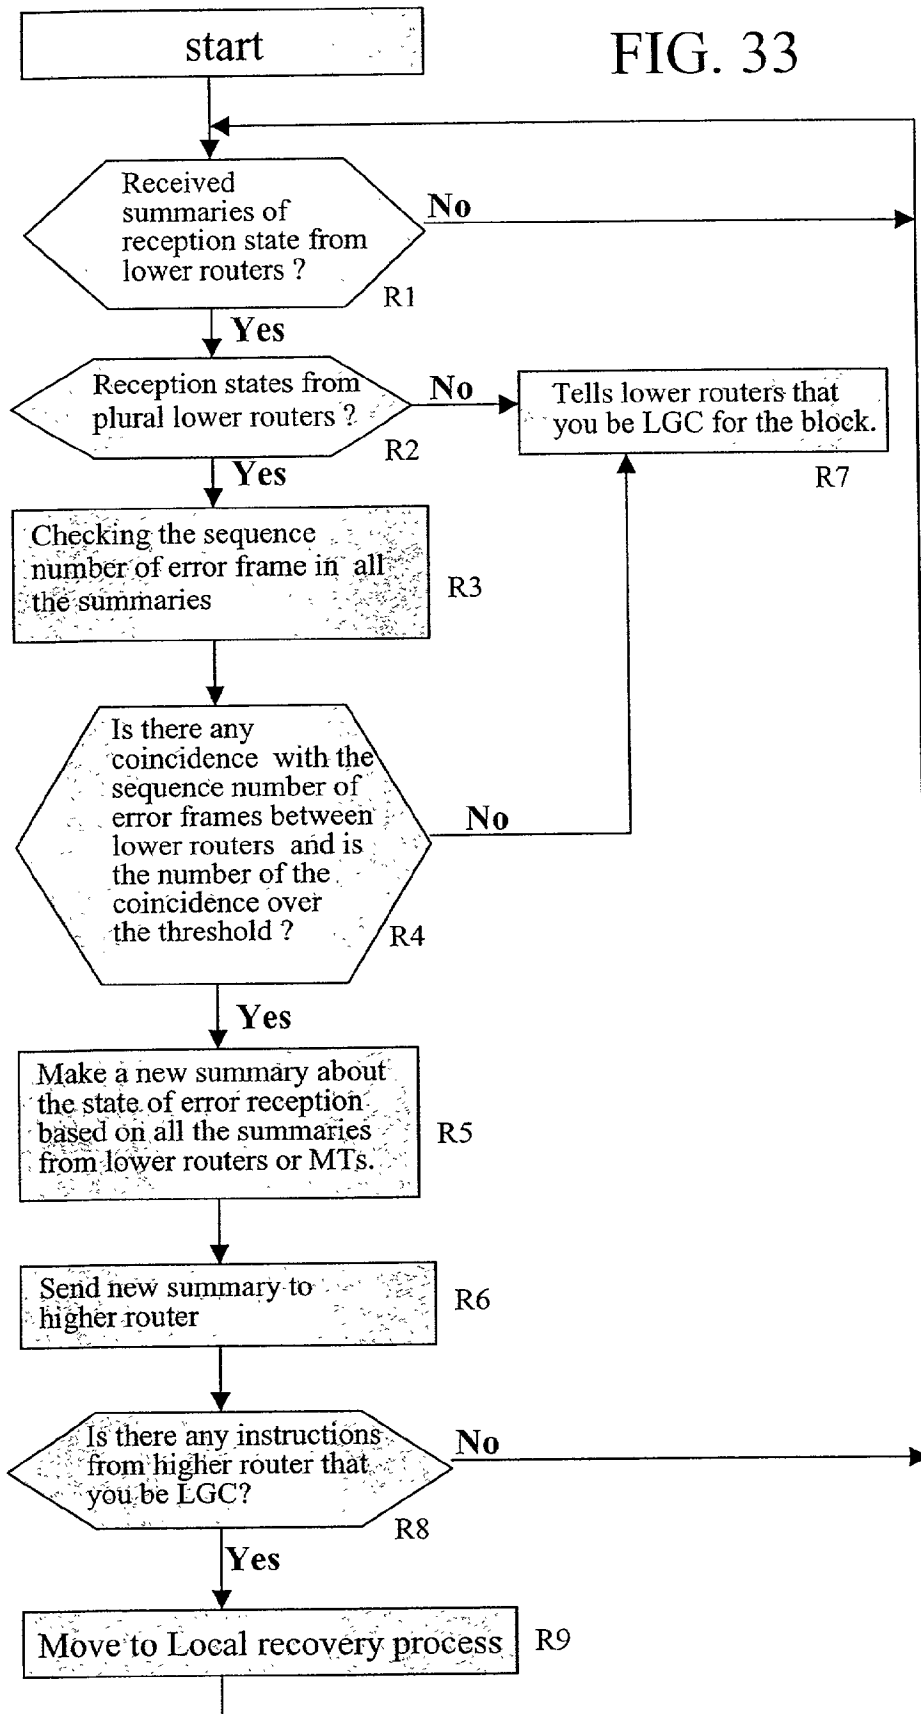 start
FIG. 33
Received
summaries of
reception state from
lower routers ?
No
R1
Yes
Reception states from
plural lower routers ?
No
R2
Tells lower routers that
you be LGC for the block.
R7
Yes
Checking the sequence
number of error frame in all
the summaries
R3
Is there any
coincidence with the
sequence number of
error frames between
lower routers and is
the number of the
coincidence over
the threshold ?
No
R4
Yes
Make a new summary about
the state of error reception
based on all the summaries
from lower routers or MTs.
R5
Send new summary to
higher router
R6
Is there any instructions
from higher router that
you be LGC?
No
R8
Yes
Move to Local recovery process
R9